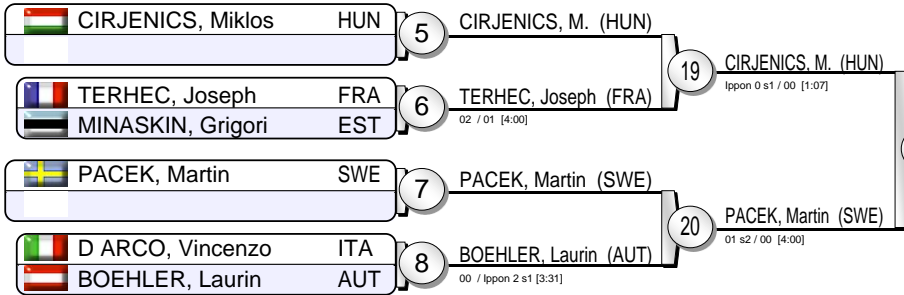 CIRJENICS, Miklos HUN
5
CIRJENICS, M. (HUN)
TERHEC, Joseph FRA
MINASKIN, Grigori EST
6
TERHEC, Joseph (FRA)
02 / 01 [4:00]
19
CIRJENICS, M. (HUN)
Ippon 0 s1 / 00 [1:07]
PACEK, Martin SWE
7
PACEK, Martin (SWE)
D ARCO, Vincenzo ITA
BOEHLER, Laurin AUT
8
BOEHLER, Laurin (AUT)
00 / Ippon 2 s1 [3:31]
20
PACEK, Martin (SWE)
01 s2 / 00 [4:00]